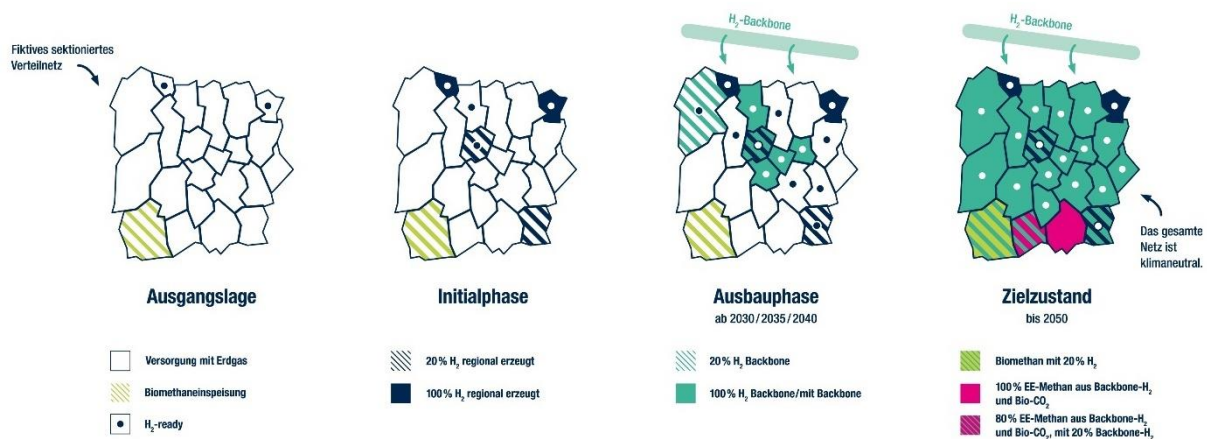 H₂-Backbone
H₂-Backbone
Fiktives sektioniertes
Verteilnetz
Das gesamte
Netz ist
klimaneutral.
Ausgangslage
Initialphase
Ausbauphase
ab 2030/2035/2040
Zielzustand
bis 2050
Versorgung mit Erdgas
Biomethaneinspeisung
H₂-ready
20% H₂ regional erzeugt
100% H₂ regional erzeugt
20% H₂ Backbone
100% H₂ Backbone/mit Backbone
Biomethan mit 20% H₂
100% EE-Methan aus Backbone-H₂
und Bio-CO₂
80% EE-Methan aus Backbone-H₂
und Bio-CO₂, mit 20% Backbone-H₂